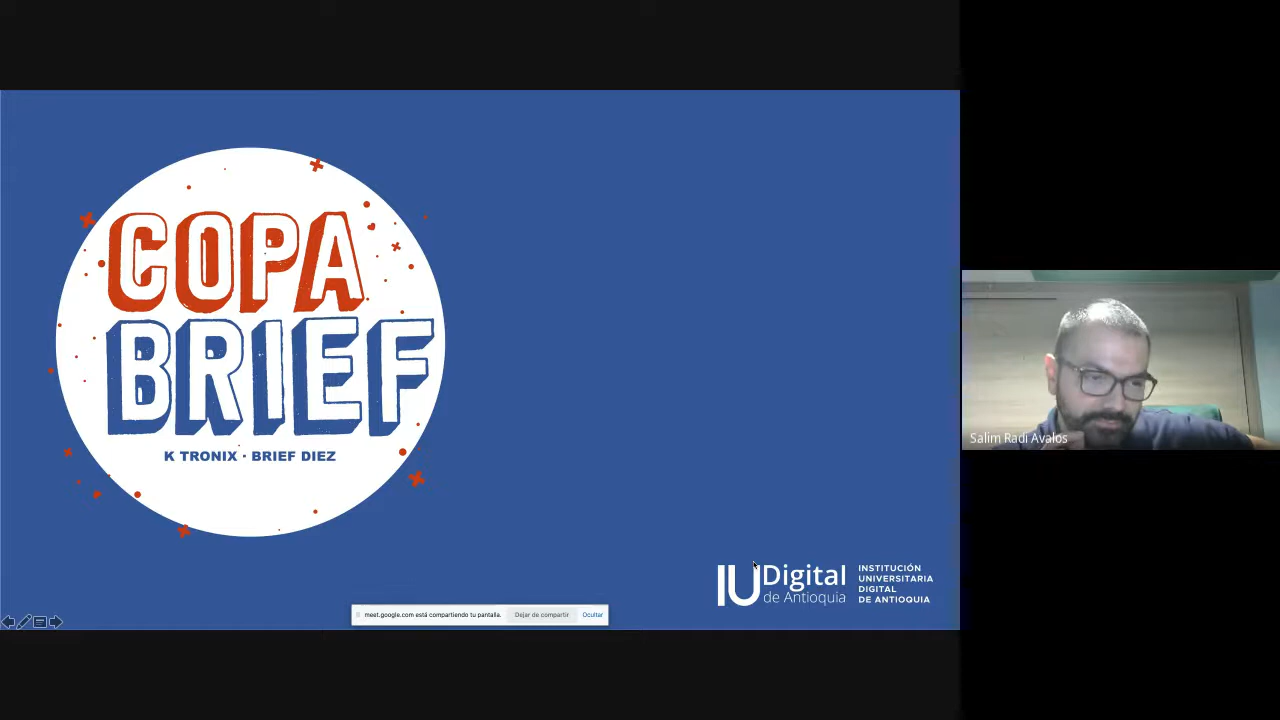 COPA
BRIEF
K TRONIX · BRIEF DIEZ
IU Digital
de Antioquia
INSTITUCIÓN
UNIVERSITARIA
DIGITAL
DE ANTIOQUIA
meet.google.com está compartiendo tu pantalla.
Dejar de compartir
Ocultar
Salim Radi Avalos